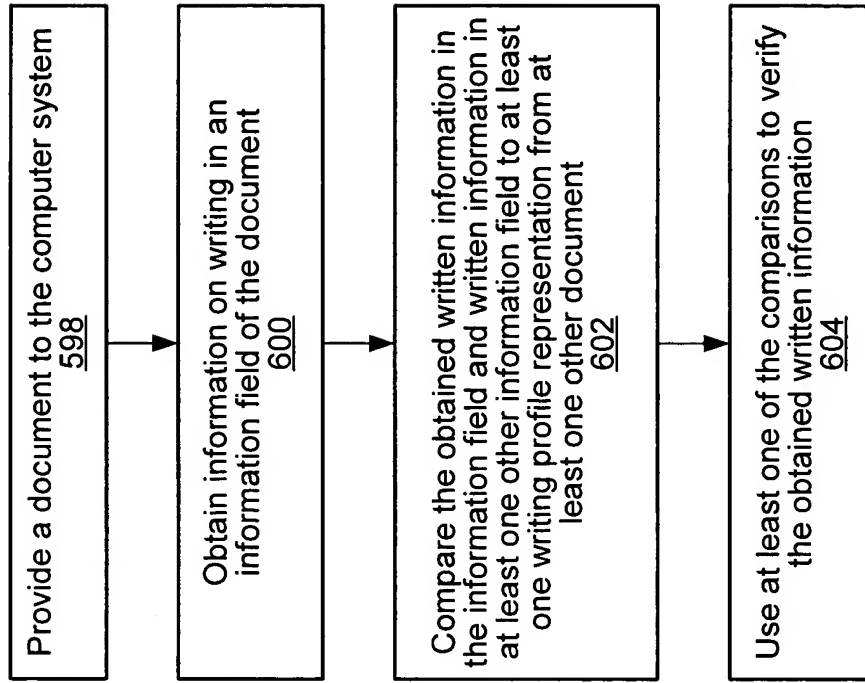 Provide a document to the computer system
598
Obtain information on writing in an
information field of the document
600
Compare the obtained written information in
the information field and written information in
at least one other information field to at least
one writing profile representation from at
least one other document
602
Use at least one of the comparisons to verify
the obtained written information
604